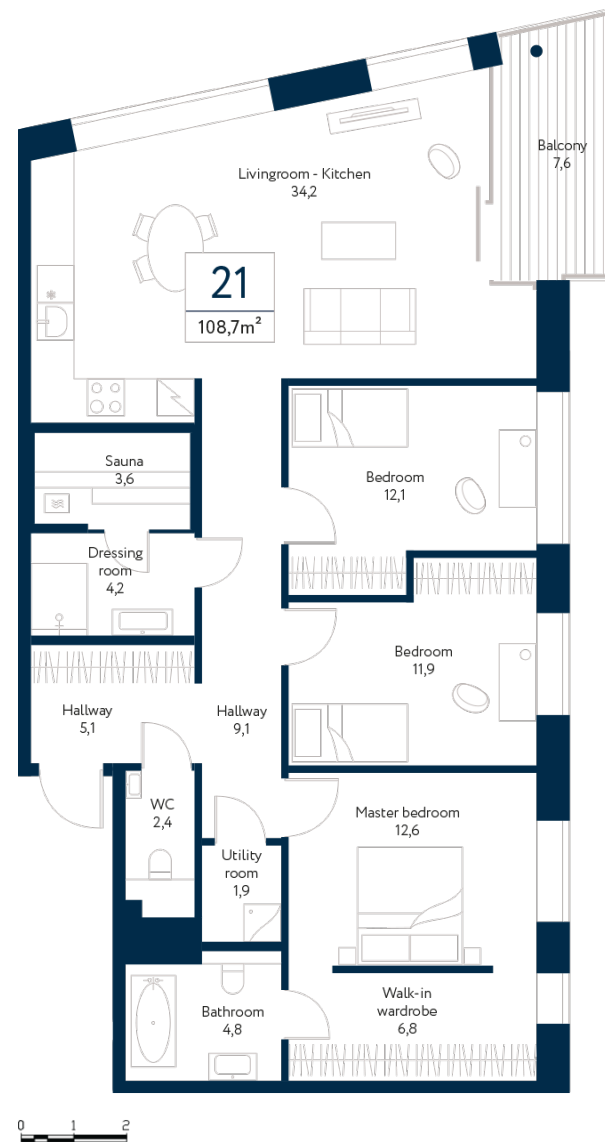 Balcony
7,6
Livingroom - Kitchen
34,2
21
108,7m²
Sauna
3,6
Bedroom
12,1
Dressing
room
4,2
Bedroom
11,9
Hallway
5,1
Hallway
9,1
WC
2,4
Master bedroom
12,6
Utility
room
1,9
Walk-in
wardrobe
6,8
Bathroom
4,8
0 1 2